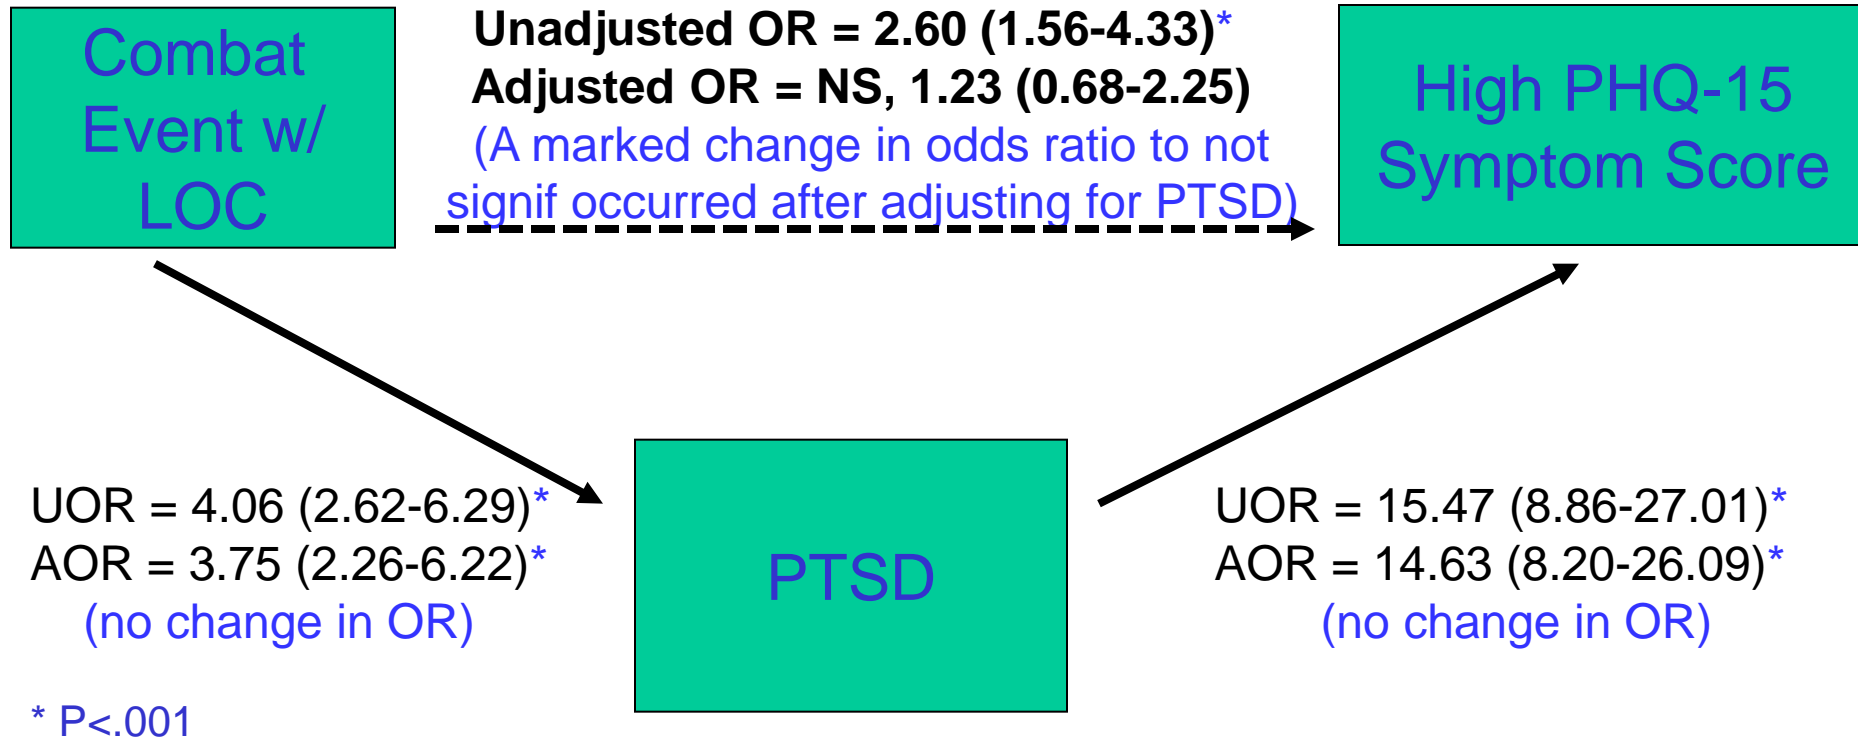 Combat
Event w/
LOC
Unadjusted OR = 2.60 (1.56-4.33)*
Adjusted OR = NS, 1.23 (0.68-2.25)
(A marked change in odds ratio to not
signif occurred after adjusting for PTSD)
High PHQ-15
Symptom Score
UOR = 4.06 (2.62-6.29)*
AOR = 3.75 (2.26-6.22)*
(no change in OR)
PTSD
UOR = 15.47 (8.86-27.01)*
AOR = 14.63 (8.20-26.09)*
(no change in OR)
* P<.001